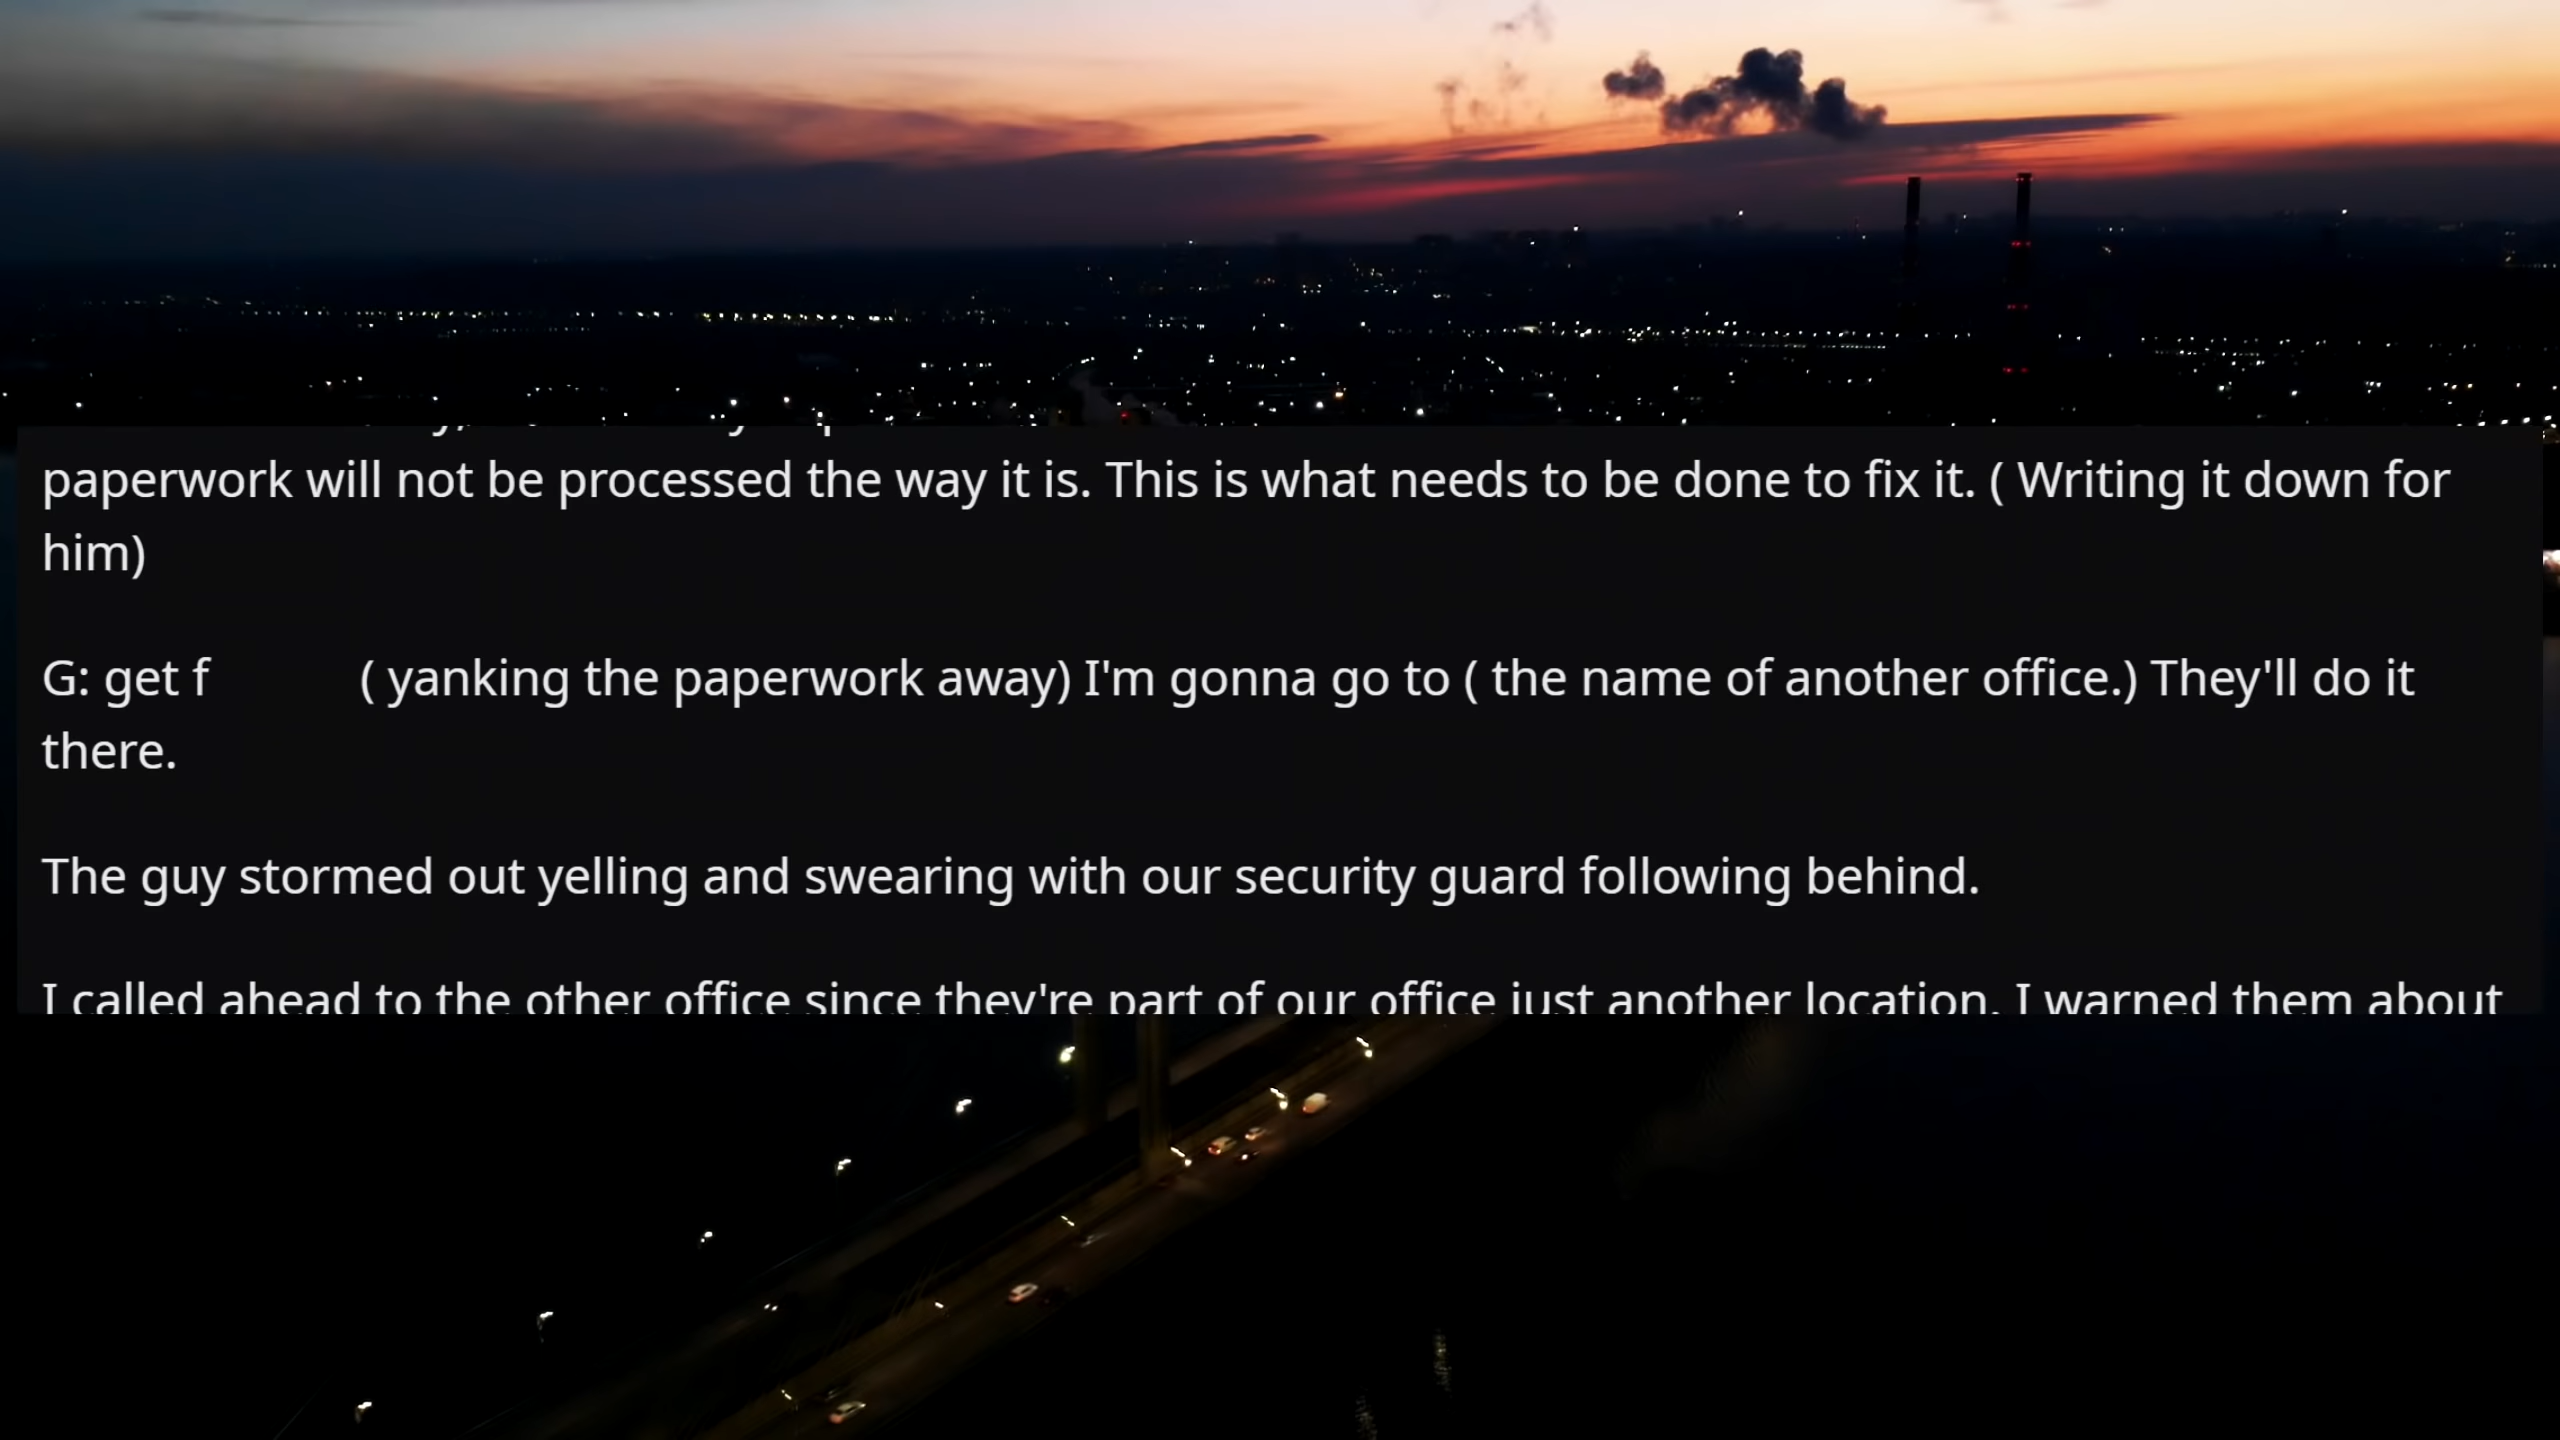 paperwork will not be processed the way it is. This is what needs to be done to fix it. ( Writing it down for
him)
G: get f ( yanking the paperwork away) I'm gonna go to ( the name of another office.) They'll do it
there.
The guy stormed out yelling and swearing with our security guard following behind.
I called ahead to the other office since they're part of our office just another location. I warned them about